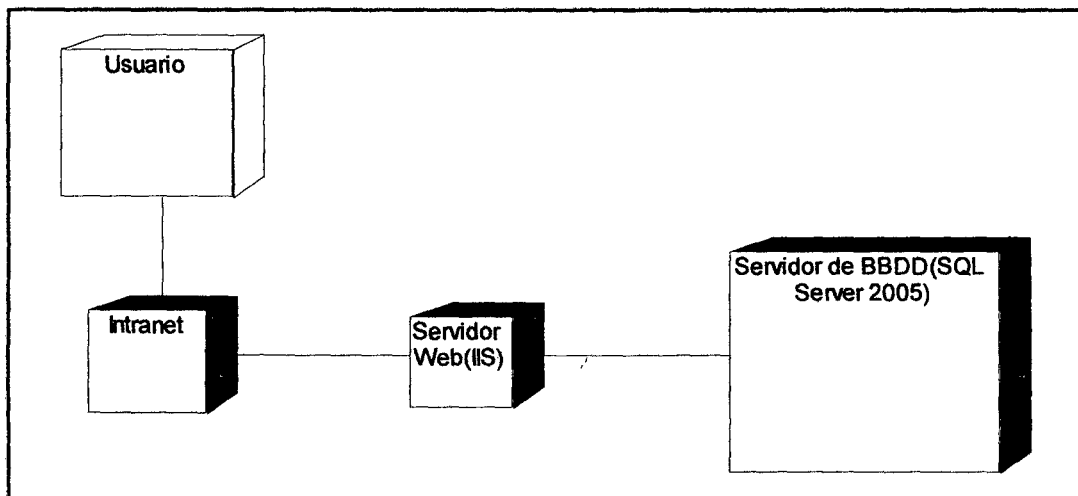 Usuario
Intranet
Servidor
Web(IIS)
Servidor de BBDD(SQL
Server 2005)